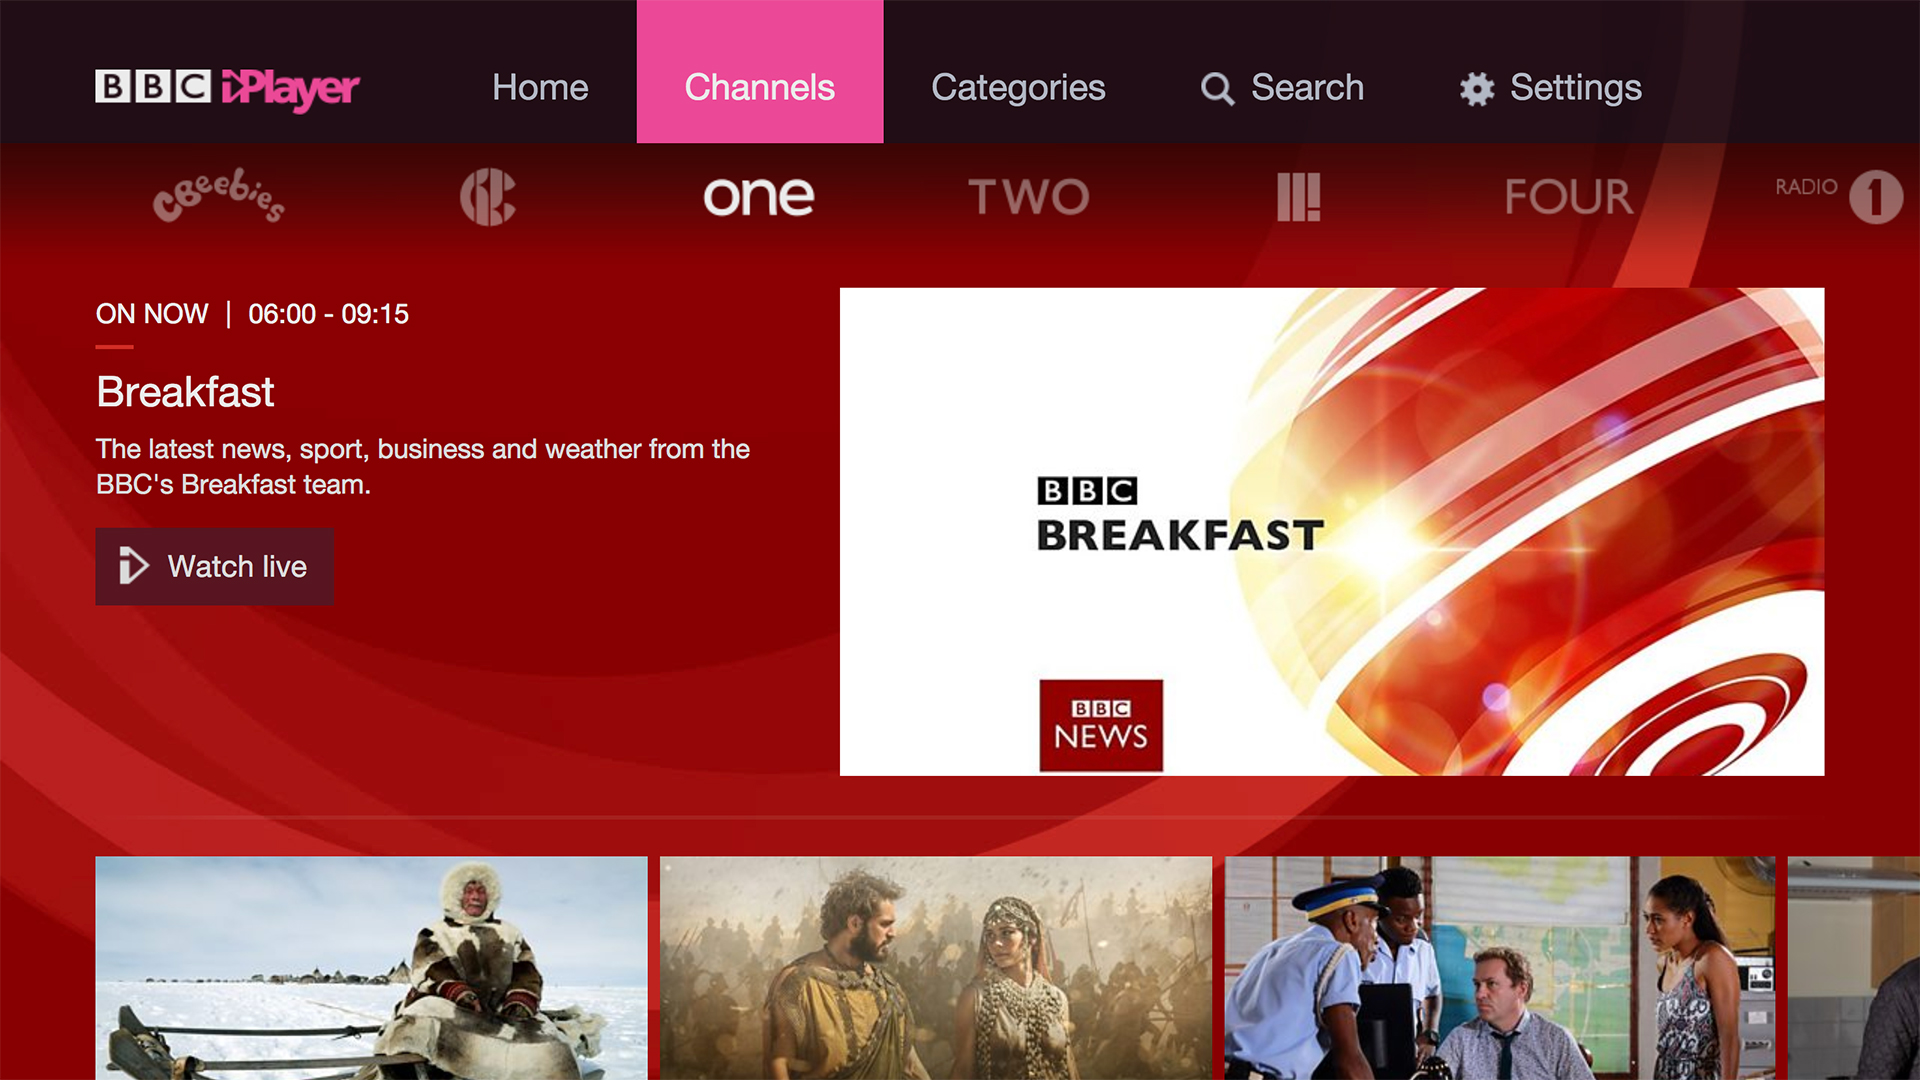 BBC iPlayer
Home
Channels
Categories
Search
Settings
CBeebies
one
TWO
FOUR
RADIO 1
ON NOW | 06:00 - 09:15
Breakfast
The latest news, sport, business and weather from the
BBC's Breakfast team.
Watch live
BBC
BREAKFAST
BBC
NEWS